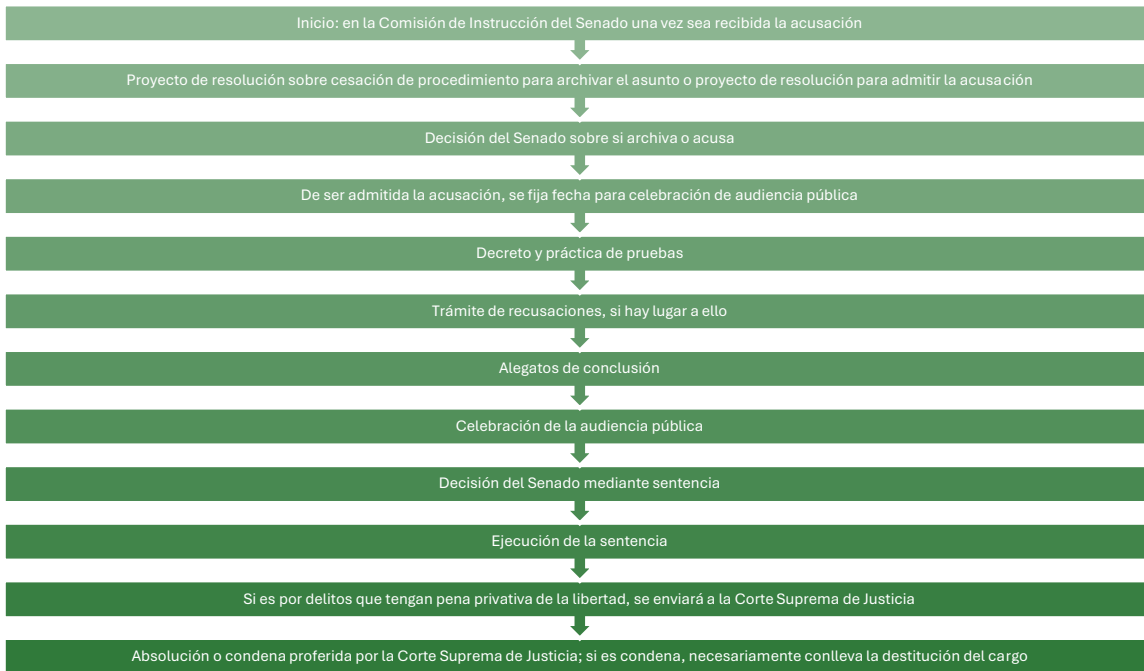 Inicio: en la Comisión de Instrucción del Senado una vez sea recibida la acusación
Proyecto de resolución sobre cesación de procedimiento para archivar el asunto o proyecto de resolución para admitir la acusación
Decisión del Senado sobre si archiva o acusa
De ser admitida la acusación, se fija fecha para celebración de audiencia pública
Decreto y práctica de pruebas
Trámite de recusaciones, si hay lugar a ello
Alegatos de conclusión
Celebración de la audiencia pública
Decisión del Senado mediante sentencia
Ejecución de la sentencia
Si es por delitos que tengan pena privativa de la libertad, se enviará a la Corte Suprema de Justicia
Absolución o condena proferida por la Corte Suprema de Justicia; si es condena, necesariamente conlleva la destitución del cargo